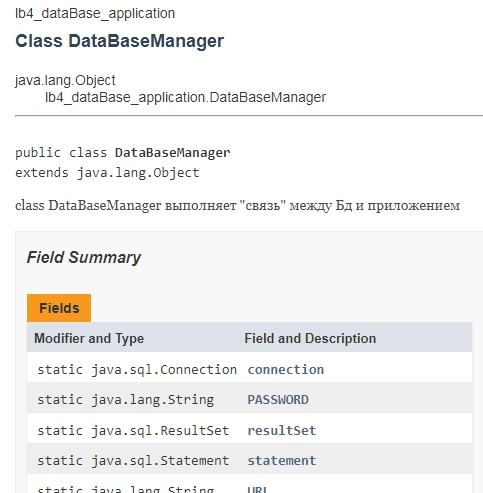 lb4_dataBase_application
Class DataBaseManager
java.lang.Object
lb4_dataBase_application.DataBaseManager
public class DataBaseManager
extends java.lang.Object
class DataBaseManager выполняет "связь" между Бд и приложением
Field Summary
Fields
Modifier and Type Field and Description
static java.sql.Connection connection
static java.lang.String PASSWORD
static java.sql.ResultSet resultSet
static java.sql.Statement statement
static java.lang.String URL